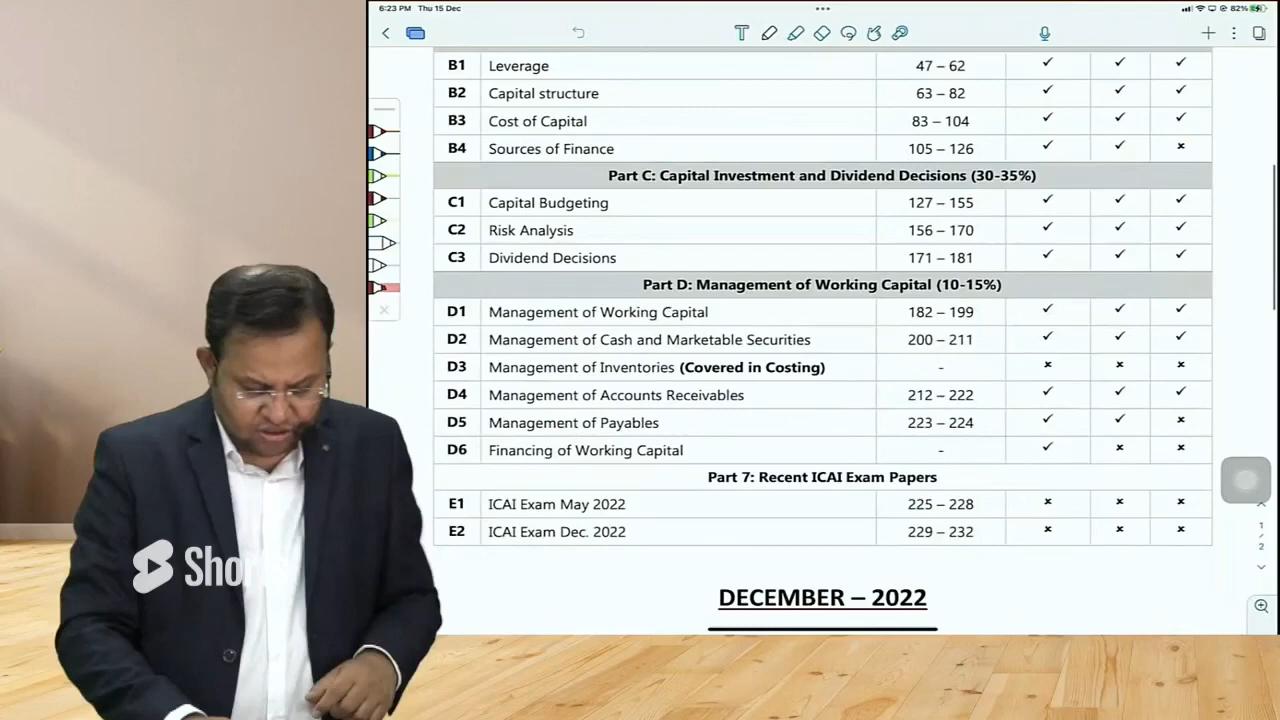 6:23 PM Thu 15 Dec
82%
B1 Leverage 47 – 62 ✓ ✓ ✓
B2 Capital structure 63 – 82 ✓ ✓ ✓
B3 Cost of Capital 83 – 104 ✓ ✓ ✓
B4 Sources of Finance 105 – 126 ✓ ✓ ×
Part C: Capital Investment and Dividend Decisions (30-35%)
C1 Capital Budgeting 127 – 155 ✓ ✓ ✓
C2 Risk Analysis 156 – 170 ✓ ✓ ✓
C3 Dividend Decisions 171 – 181 ✓ ✓ ✓
Part D: Management of Working Capital (10-15%)
D1 Management of Working Capital 182 – 199 ✓ ✓ ✓
D2 Management of Cash and Marketable Securities 200 – 211 ✓ ✓ ✓
D3 Management of Inventories (Covered in Costing) - × × ×
D4 Management of Accounts Receivables 212 – 222 ✓ ✓ ✓
D5 Management of Payables 223 – 224 ✓ ✓ ×
D6 Financing of Working Capital - ✓ × ×
Part 7: Recent ICAI Exam Papers
E1 ICAI Exam May 2022 225 – 228 × × ×
E2 ICAI Exam Dec. 2022 229 – 232 × × ×
1
/
2
DECEMBER – 2022